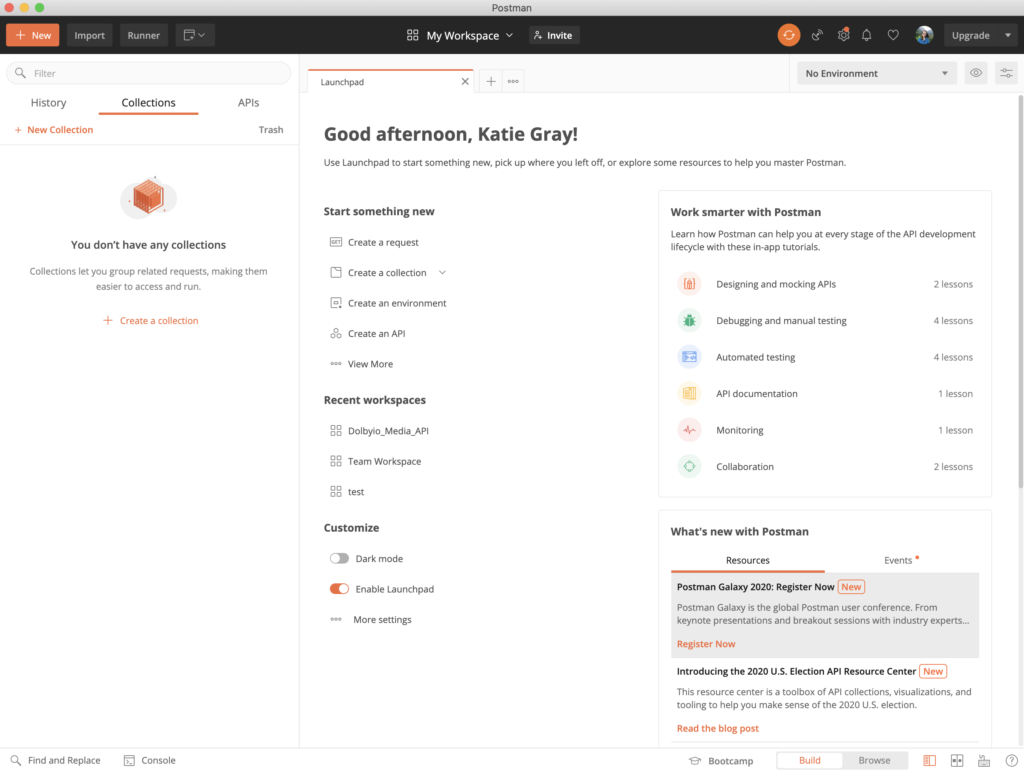 Postman
New
Import
Runner
My Workspace
Invite
Upgrade
Filter
History
Collections
APIs
New Collection
Trash
You don't have any collections
Collections let you group related requests, making them
easier to access and run.
Create a collection
Launchpad
No Environment
Good afternoon, Katie Gray!
Use Launchpad to start something new, pick up where you left off, or explore some resources to help you master Postman.
Start something new
GET Create a request
Create a collection
Create an environment
Create an API
View More
Recent workspaces
Dolbyio_Media_API
Team Workspace
test
Customize
Dark mode
Enable Launchpad
More settings
Work smarter with Postman
Learn how Postman can help you at every stage of the API development
lifecycle with these in-app tutorials.
Designing and mocking APIs 2 lessons
Debugging and manual testing 4 lessons
Automated testing 4 lessons
API documentation 1 lesson
Monitoring 1 lesson
Collaboration 2 lessons
What's new with Postman
Resources
Events
Postman Galaxy 2020: Register Now New
Postman Galaxy is the global Postman user conference. From
keynote presentations and breakout sessions with industry experts...
Register Now
Introducing the 2020 U.S. Election API Resource Center New
This resource center is a toolbox of API collections, visualizations, and
tooling to help you make sense of the 2020 U.S. election.
Read the blog post
Find and Replace
Console
Bootcamp
Build
Browse